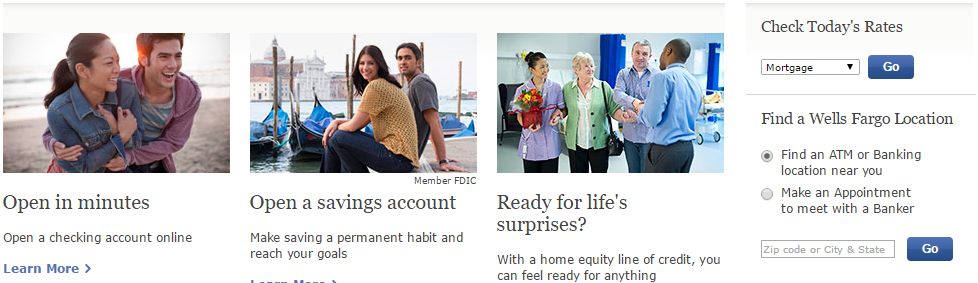 Check Today's Rates
Mortgage
Go
Find a Wells Fargo Location
Find an ATM or Banking
location near you
Make an Appointment
to meet with a Banker
Zip code or City & State
Go
Open in minutes
Open a checking account online
Learn More
Member FDIC
Open a savings account
Make saving a permanent habit and
reach your goals
Learn More
Ready for life's
surprises?
With a home equity line of credit, you
can feel ready for anything